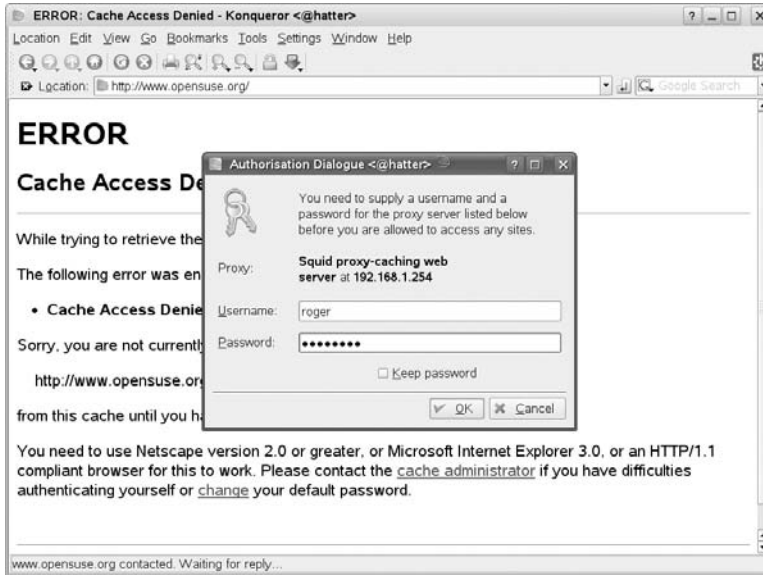 ERROR: Cache Access Denied - Konqueror <@hatter>
Location Edit View Go Bookmarks Tools Settings Window Help
Location: http://www.opensuse.org/
Google Search
ERROR
Cache Access De
While trying to retrieve the
The following error was en
• Cache Access Denie
Sorry, you are not currently
http://www.opensuse.or
from this cache until you ha
Authorisation Dialogue <@hatter>
You need to supply a username and a
password for the proxy server listed below
before you are allowed to access any sites.
Proxy: Squid proxy-caching web
server at 192.168.1.254
Username: roger
Password: ●●●●●●●●
Keep password
OK Cancel
You need to use Netscape version 2.0 or greater, or Microsoft Internet Explorer 3.0, or an HTTP/1.1
compliant browser for this to work. Please contact the cache administrator if you have difficulties
authenticating yourself or change your default password.
www.opensuse.org contacted. Waiting for reply...